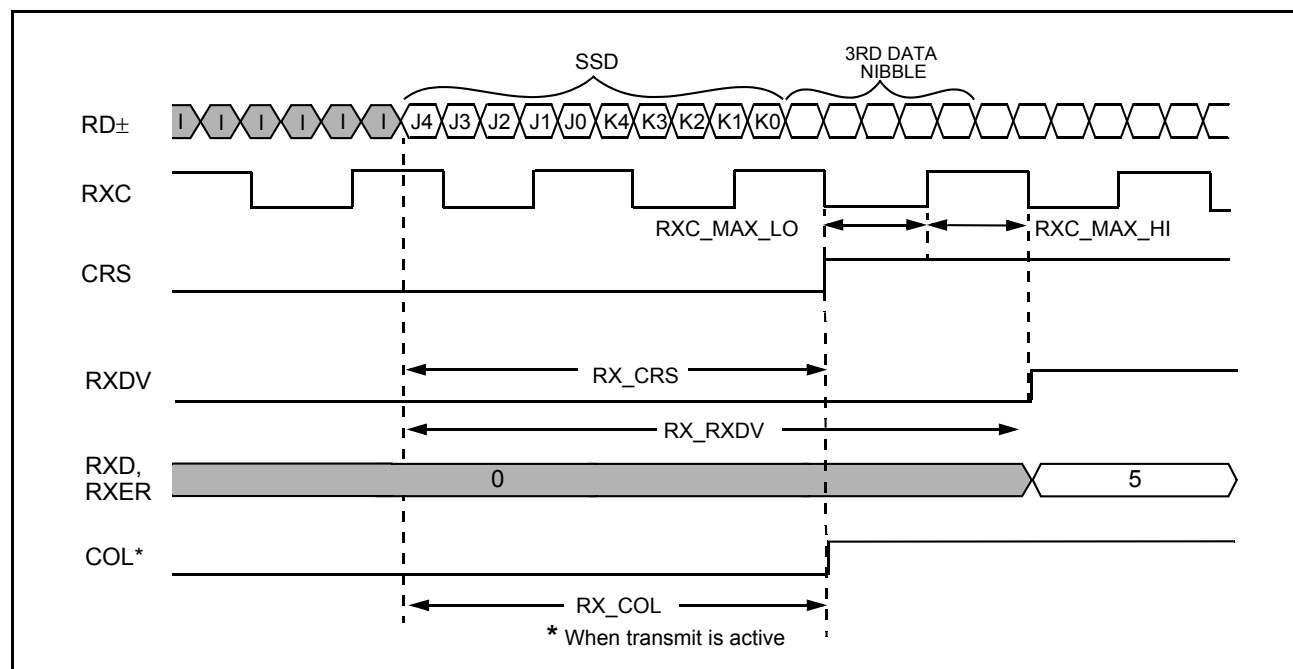 SSD
3RD DATA
NIBBLE
RD±
I I I I I I J4 J3 J2 J1 J0 K4 K3 K2 K1 K0
RXC
RXC_MAX_LO
RXC_MAX_HI
CRS
RX_CRS
RXDV
RX_RXDV
RXD,
RXER
0
5
COL*
RX_COL
* When transmit is active